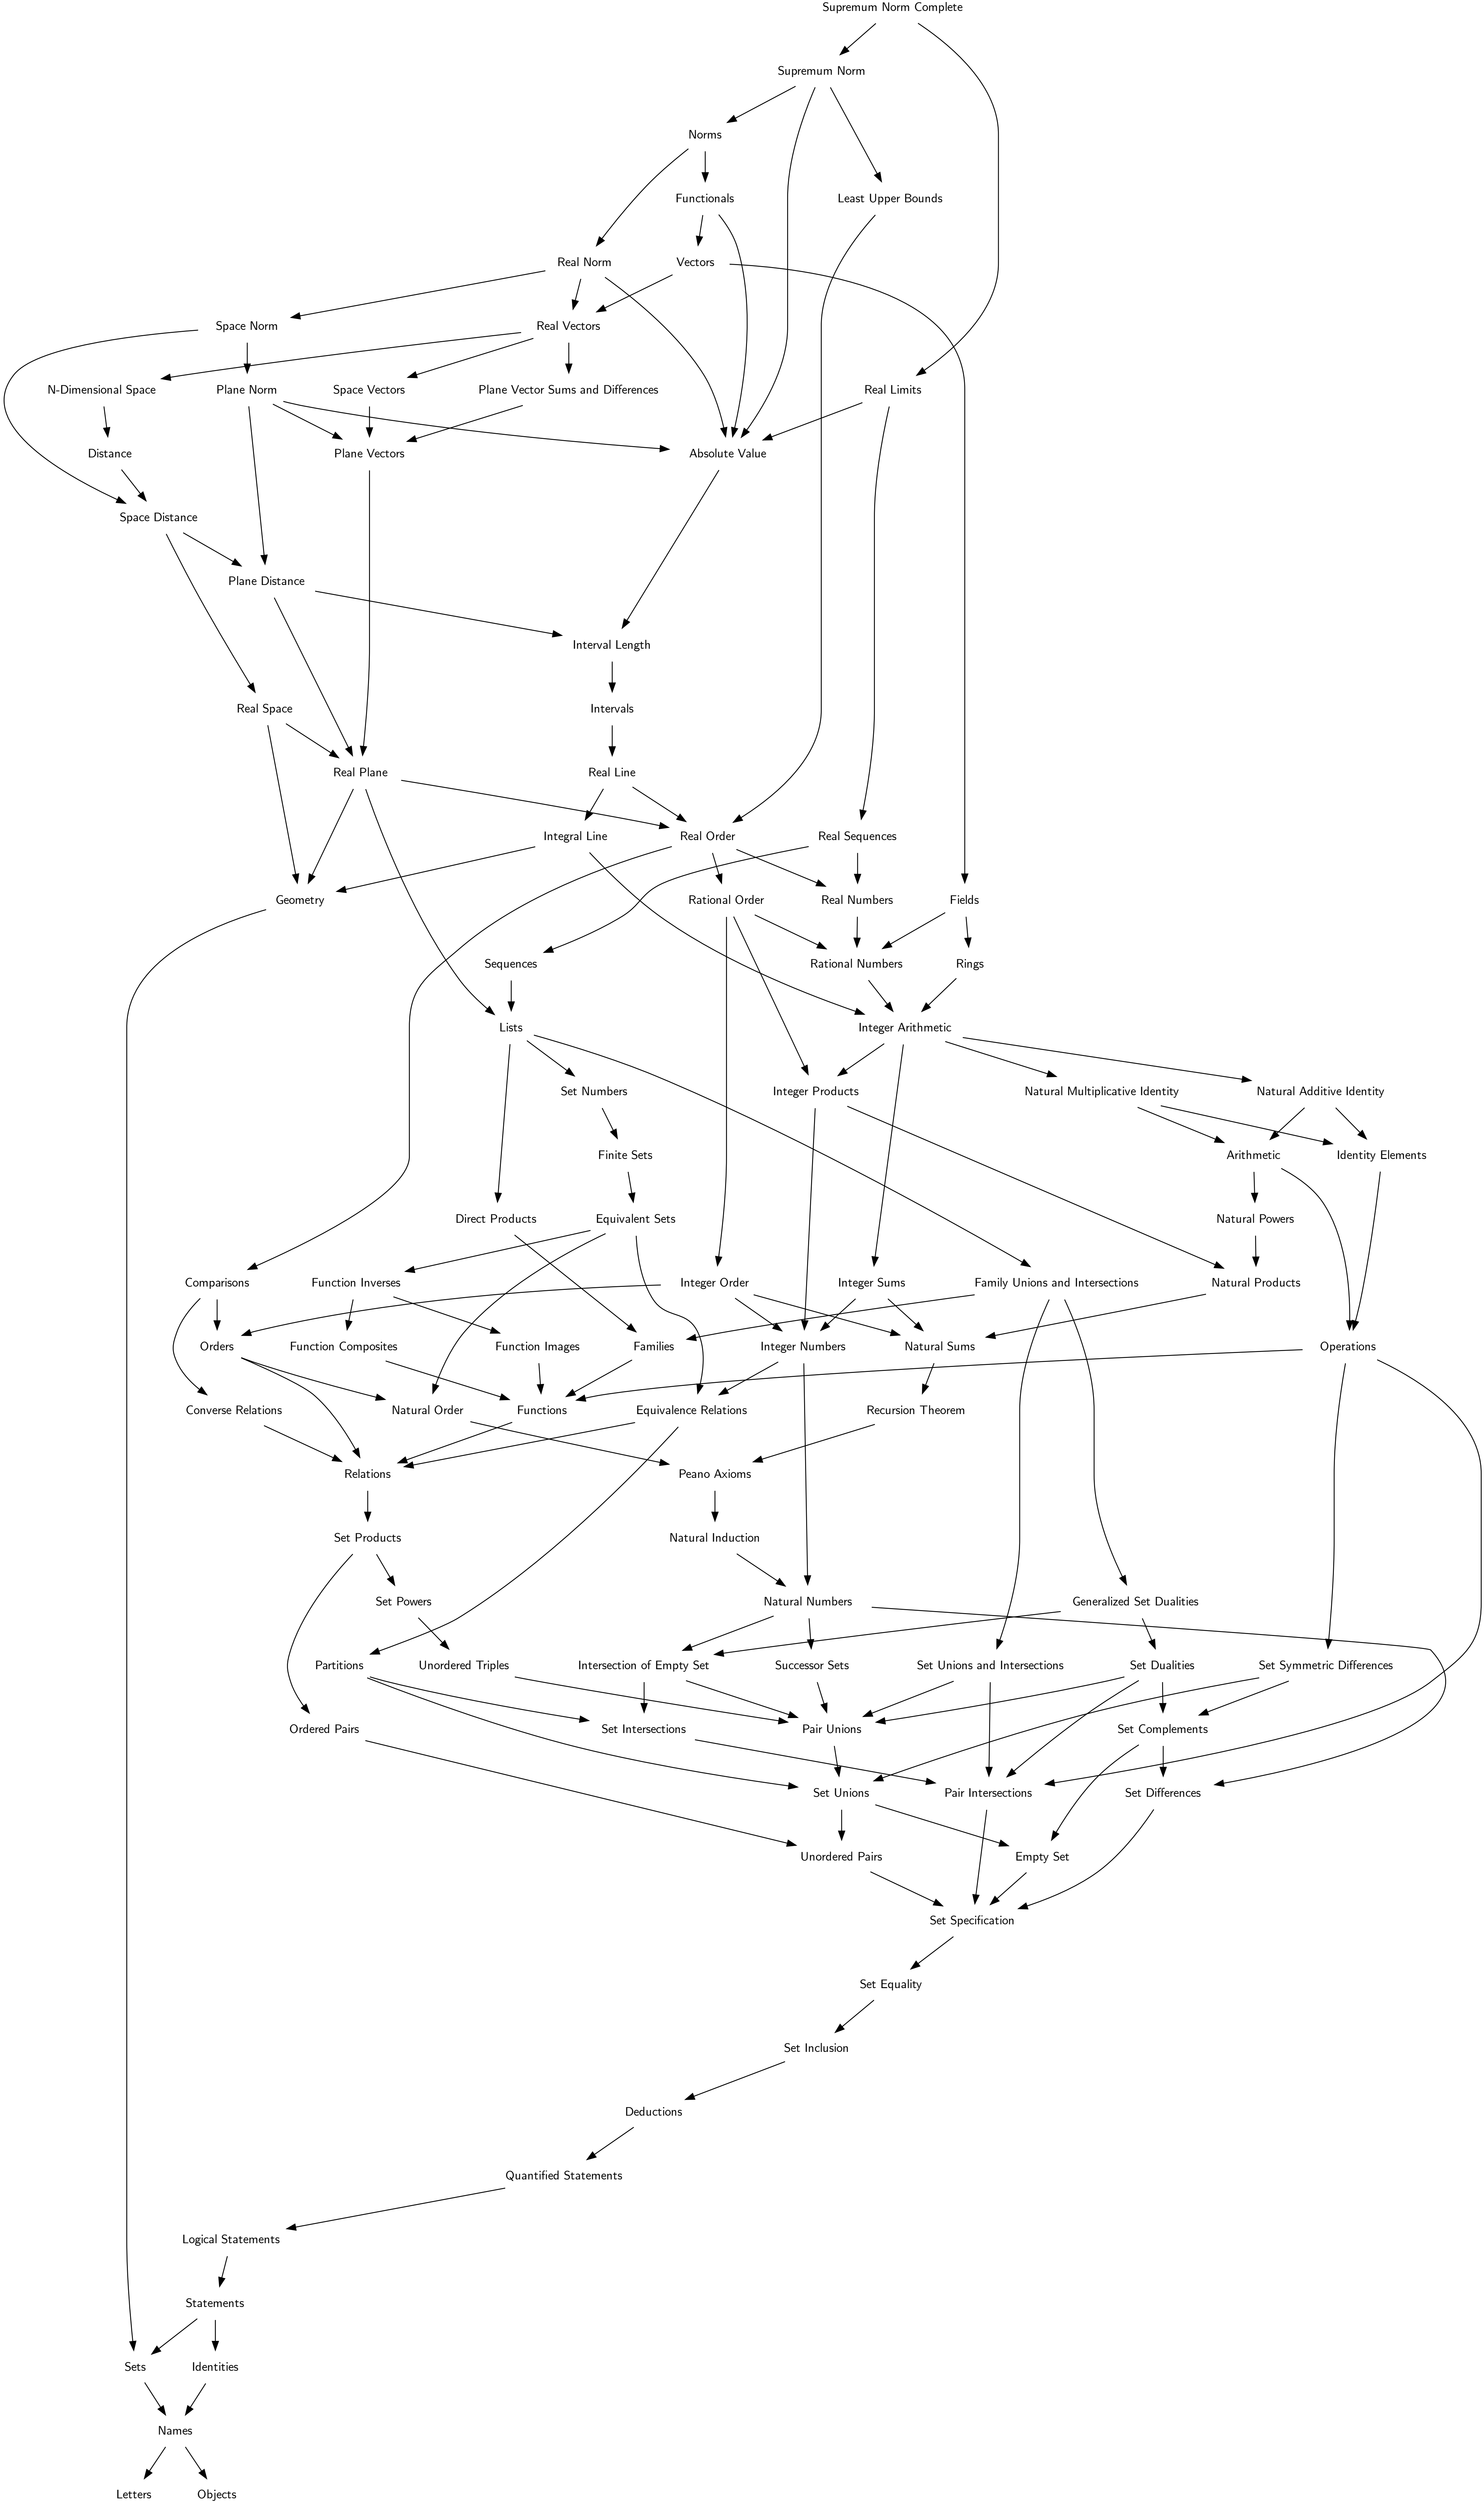 Supremum Norm Complete
Supremum Norm
Norms
Functionals
Least Upper Bounds
Real Norm
Vectors
Space Norm
Real Vectors
N-Dimensional Space
Plane Norm
Space Vectors
Plane Vector Sums and Differences
Real Limits
Distance
Plane Vectors
Absolute Value
Space Distance
Plane Distance
Interval Length
Real Space
Intervals
Real Plane
Real Line
Integral Line
Real Order
Real Sequences
Geometry
Rational Order
Real Numbers
Fields
Sequences
Rational Numbers
Rings
Lists
Integer Arithmetic
Set Numbers
Integer Products
Natural Multiplicative Identity
Natural Additive Identity
Finite Sets
Arithmetic
Identity Elements
Direct Products
Equivalent Sets
Natural Powers
Comparisons
Function Inverses
Integer Order
Integer Sums
Family Unions and Intersections
Natural Products
Orders
Function Composites
Function Images
Families
Integer Numbers
Natural Sums
Operations
Converse Relations
Natural Order
Functions
Equivalence Relations
Recursion Theorem
Relations
Peano Axioms
Set Products
Natural Induction
Set Powers
Natural Numbers
Generalized Set Dualities
Partitions
Unordered Triples
Intersection of Empty Set
Successor Sets
Set Unions and Intersections
Set Dualities
Set Symmetric Differences
Ordered Pairs
Set Intersections
Pair Unions
Set Complements
Set Unions
Pair Intersections
Set Differences
Unordered Pairs
Empty Set
Set Specification
Set Equality
Set Inclusion
Deductions
Quantified Statements
Logical Statements
Statements
Sets
Identities
Names
Letters
Objects